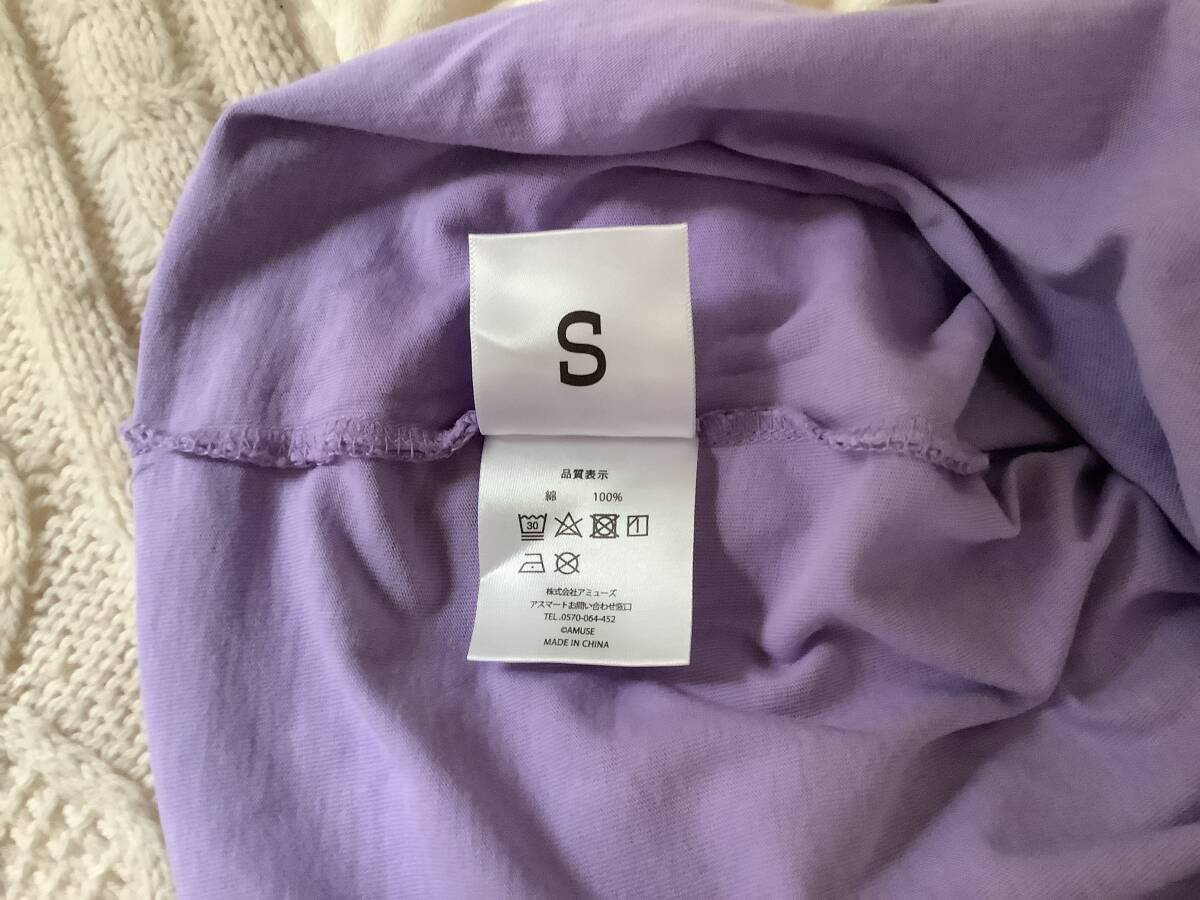 S
品質表示
綿 100%
30
株式会社アミューズ
アスマートお問い合わせ窓口
TEL.0570-064-452
©AMUSE
MADE IN CHINA